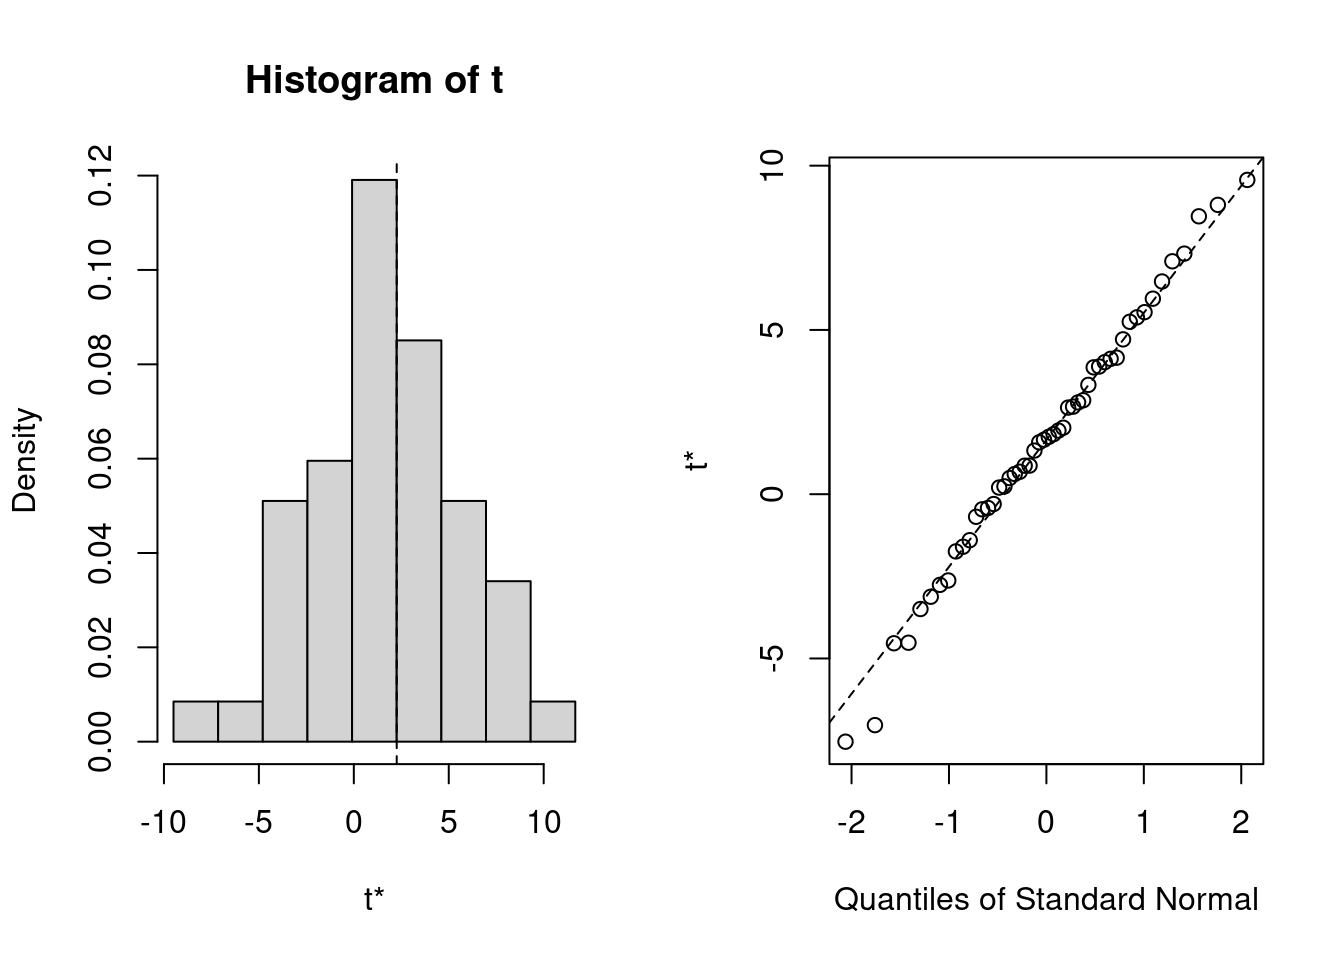 Histogram of t
Density
0.00 0.02 0.04 0.06 0.08 0.10 0.12
-10 -5 0 5 10
t*
t*
-5 0 5 10
-2 -1 0 1 2
Quantiles of Standard Normal